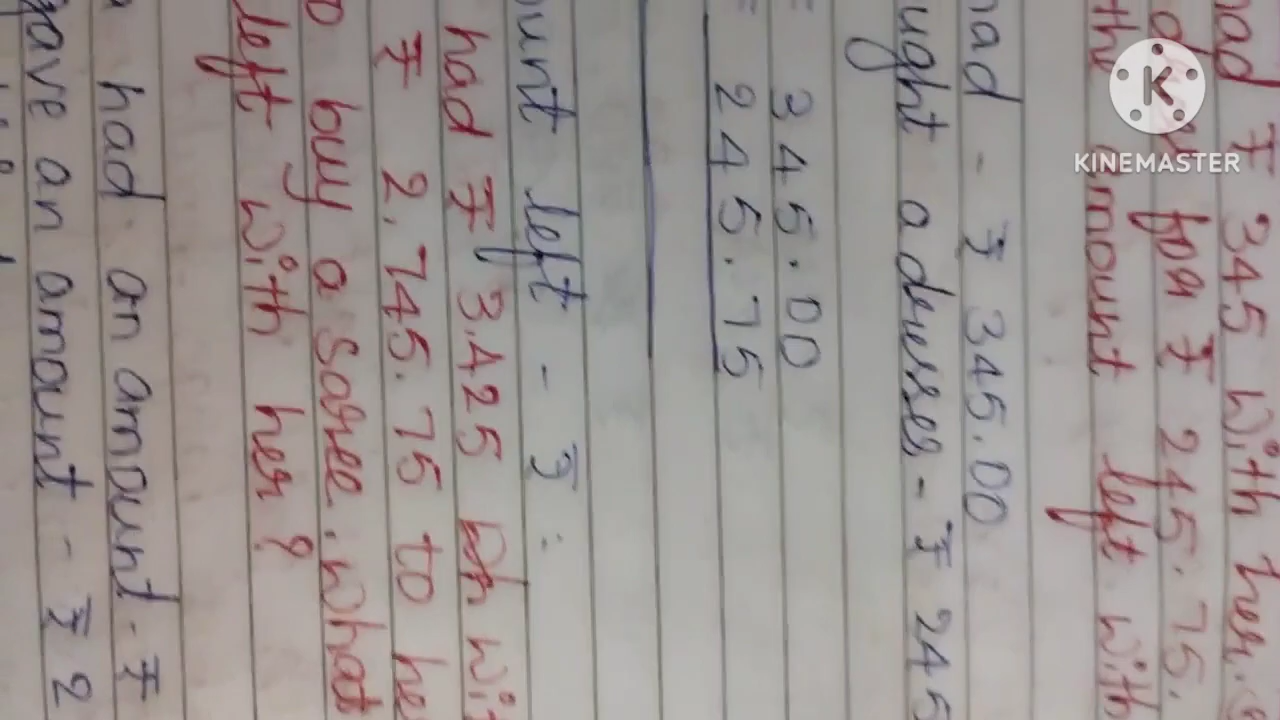 had ₹ 345 with her.
for ₹ 245.75.
the amount left with
had - ₹ 345.00
ught a dress - ₹ 245
= 345.00
= 245.75
unt left - ₹ :
had ₹ 3,425 with
₹ 2,745.75 to he
o buy a saree. what
left with her ?
had an amount - ₹
gave an amount - ₹ 2
KINEMASTER